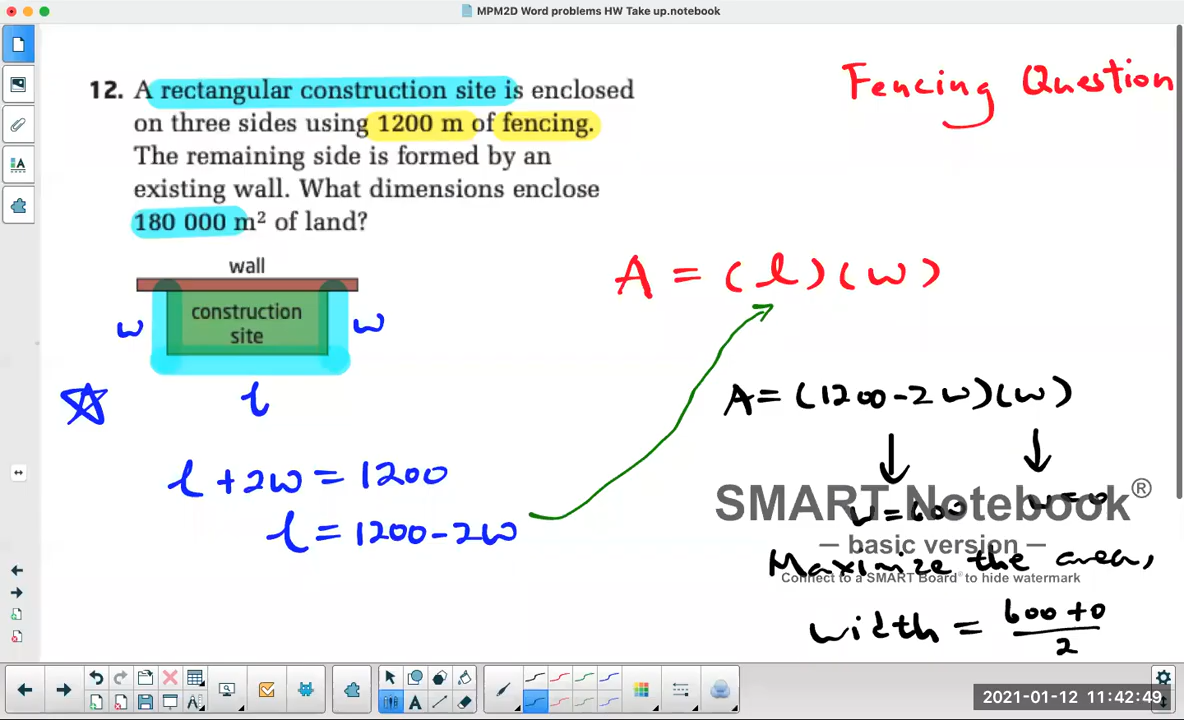 MPM2D Word problems HW Take up.notebook
Fencing Question
12. A rectangular construction site is enclosed
on three sides using 1200 m of fencing.
The remaining side is formed by an
existing wall. What dimensions enclose
180 000 m² of land?
wall
construction
site
w
w
l
A = (l)(w)
l + 2w = 1200
l = 1200 - 2w
A = (1200 - 2w)(w)
w = 600
w = 0
SMART Notebook®
— basic version —
Connect to a SMART Board® to hide watermark
Maximize the area,
width = 600 + 0
2
2021-01-12 11:42:49